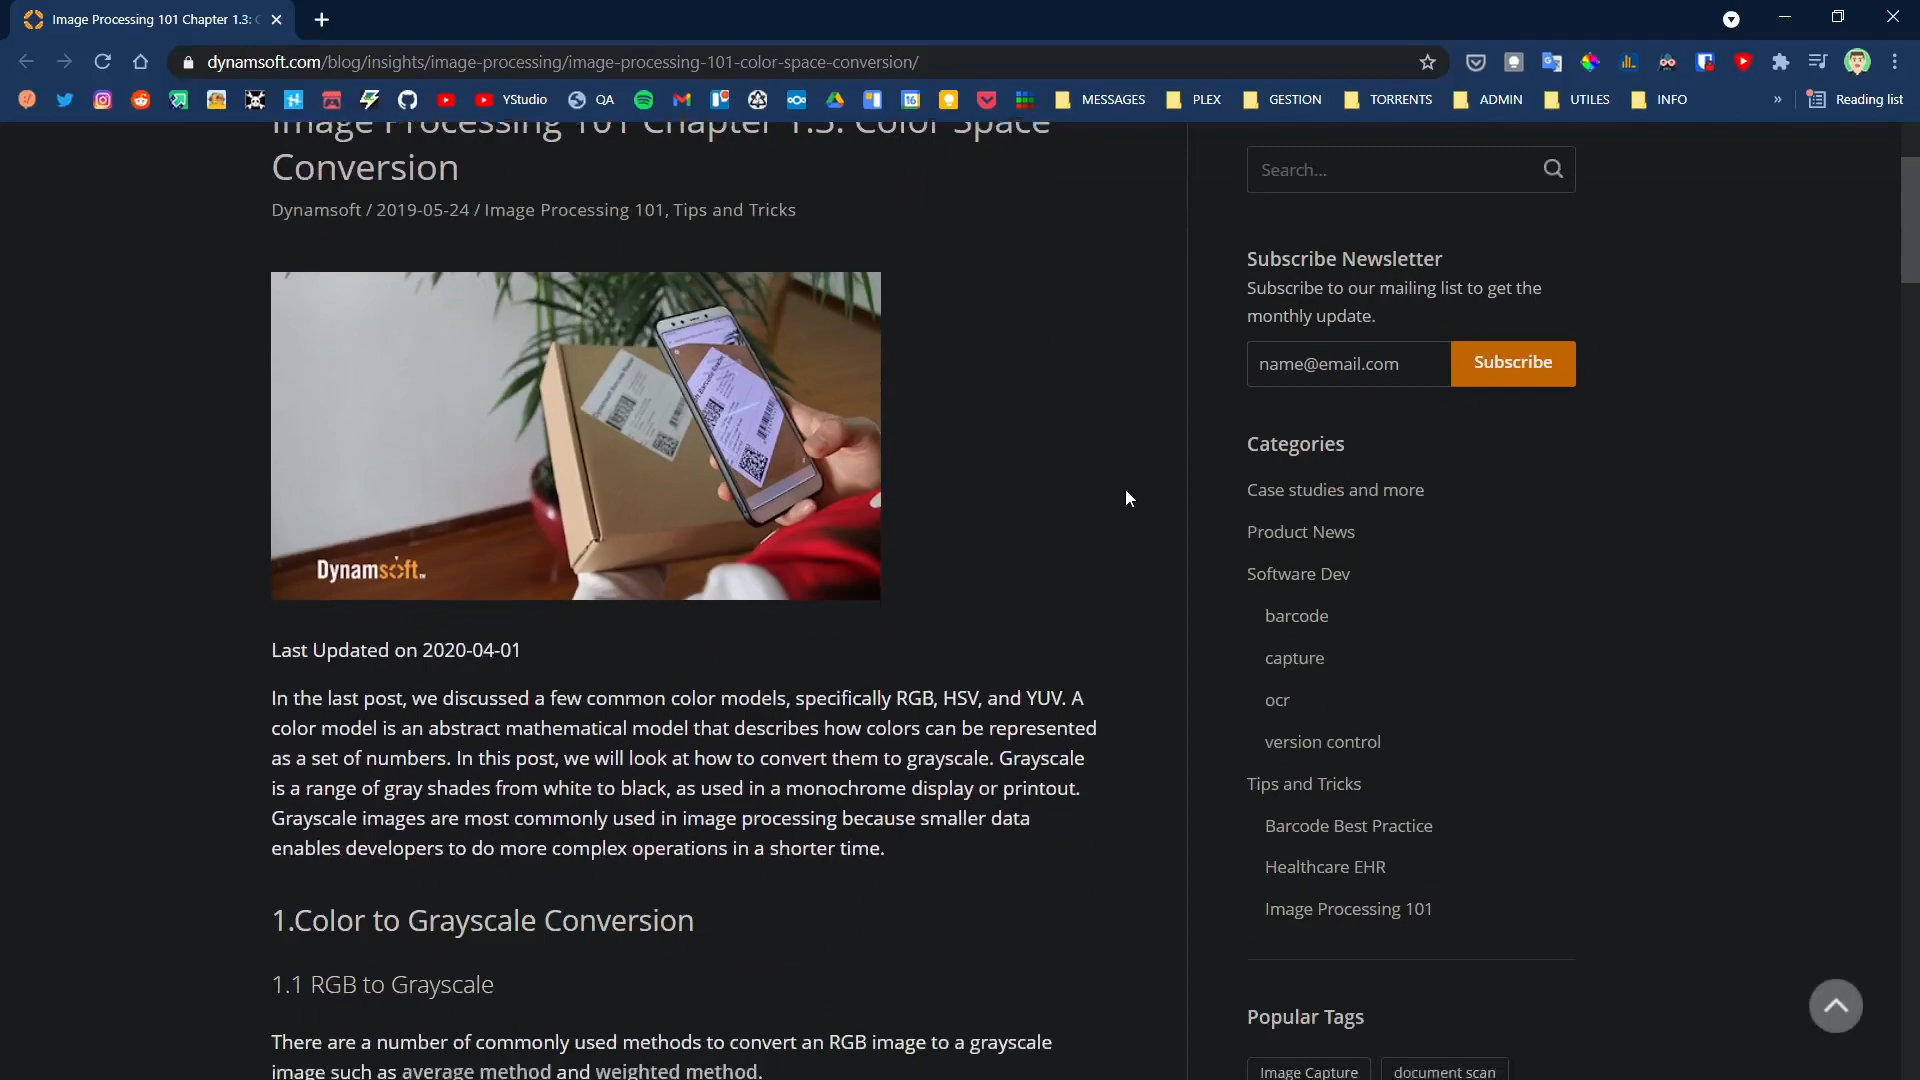 Image Processing 101 Chapter 1.3: C
dynamsoft.com/blog/insights/image-processing/image-processing-101-color-space-conversion/
YStudio
QA
MESSAGES
PLEX
GESTION
TORRENTS
ADMIN
UTILES
INFO
»
Reading list
Image Processing 101 Chapter 1.3: Color Space
Conversion
Dynamsoft / 2019-05-24 / Image Processing 101, Tips and Tricks
Dynamsoft
Last Updated on 2020-04-01
In the last post, we discussed a few common color models, specifically RGB, HSV, and YUV. A
color model is an abstract mathematical model that describes how colors can be represented
as a set of numbers. In this post, we will look at how to convert them to grayscale. Grayscale
is a range of gray shades from white to black, as used in a monochrome display or printout.
Grayscale images are most commonly used in image processing because smaller data
enables developers to do more complex operations in a shorter time.
1.Color to Grayscale Conversion
1.1 RGB to Grayscale
There are a number of commonly used methods to convert an RGB image to a grayscale
image such as average method and weighted method.
Search...
Subscribe Newsletter
Subscribe to our mailing list to get the
monthly update.
name@email.com
Subscribe
Categories
Case studies and more
Product News
Software Dev
barcode
capture
ocr
version control
Tips and Tricks
Barcode Best Practice
Healthcare EHR
Image Processing 101
Popular Tags
Image Capture
document scan